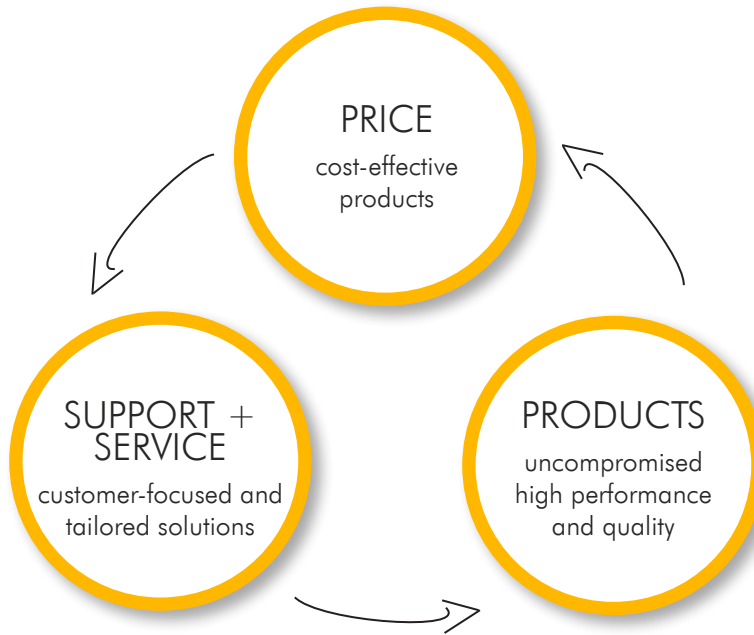 PRICE
cost-effective
products
SUPPORT +
SERVICE
customer-focused and
tailored solutions
PRODUCTS
uncompromised
high performance
and quality